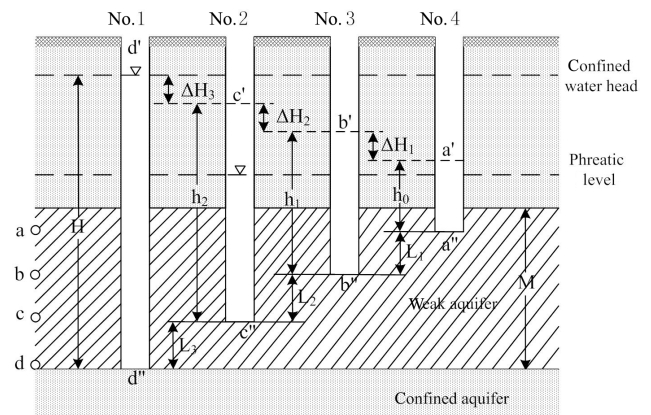 No.1 No.2 No.3 No.4
d'
Confined
water head
ΔH₃
c'
ΔH₂
b'
ΔH₁
a'
Phreatic
level
H
h₂
h₁
h₀
a
L₁
a''
b
b''
M
L₂
Weak aquifer
c
c''
L₃
d
d''
Confined aquifer